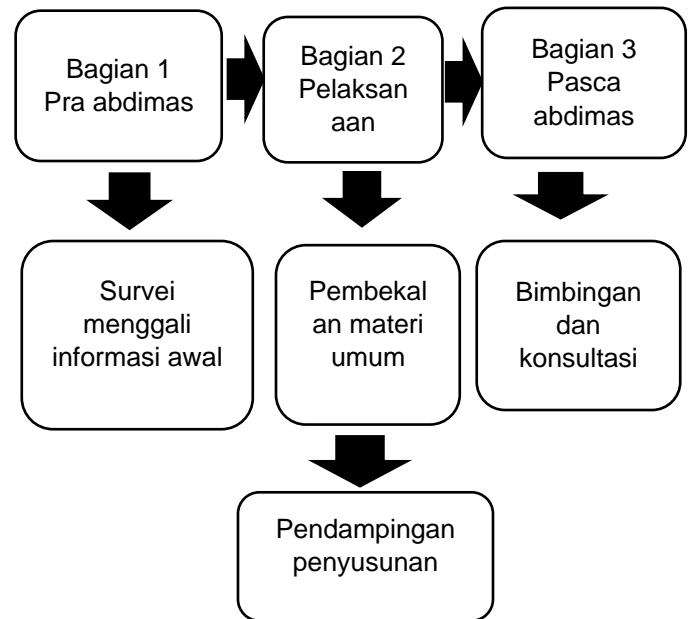 Bagian 1
Pra abdimas
Bagian 2
Pelaksan
aan
Bagian 3
Pasca
abdimas
Survei
menggali
informasi awal
Pembekal
an materi
umum
Bimbingan
dan
konsultasi
Pendampingan
penyusunan